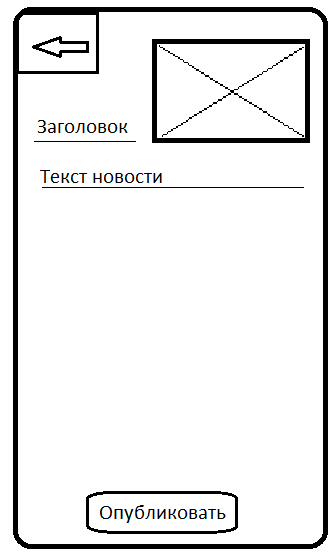 Заголовок
Текст новости
Опубликовать